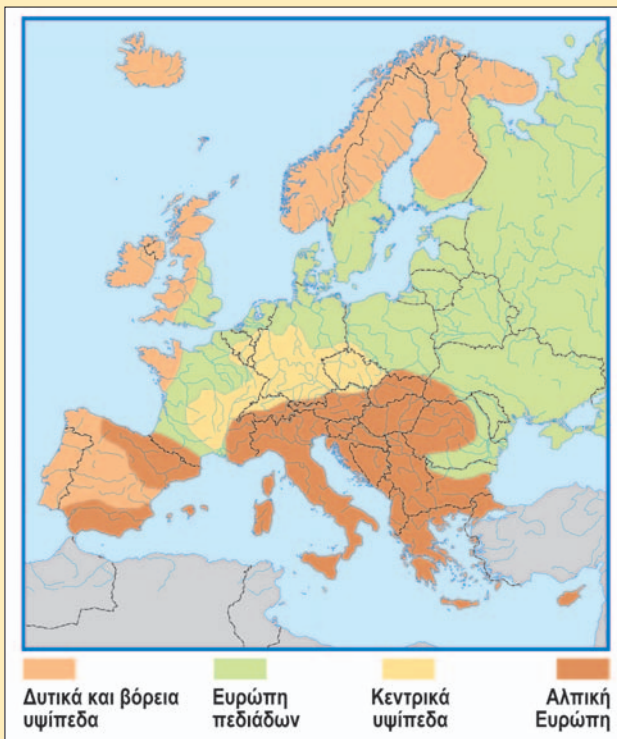 Δυτικά και βόρεια
υψίπεδα
Ευρώπη
πεδιάδων
Κεντρικά
υψίπεδα
Αλπική
Ευρώπη